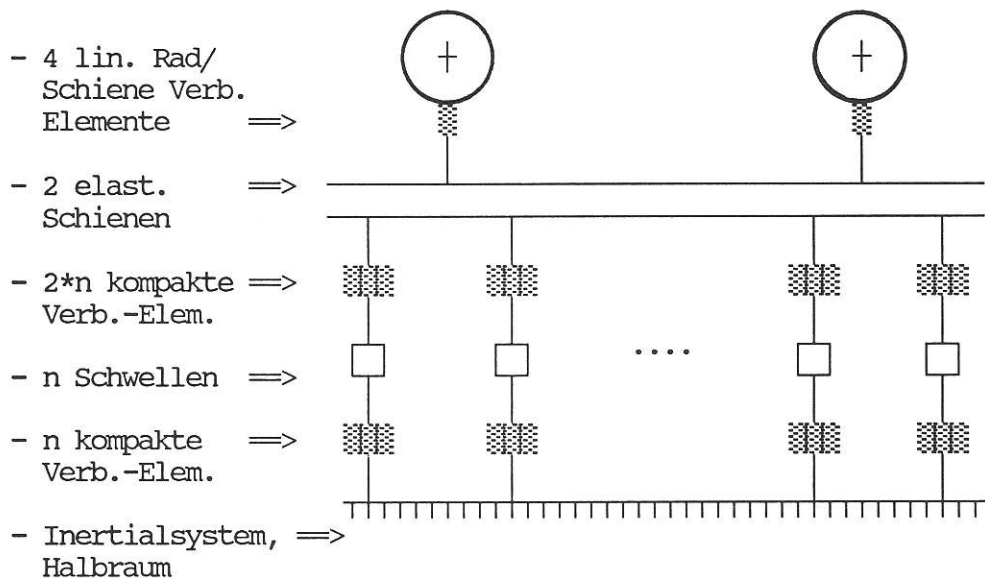 - 4 lin. Rad/
Schiene Verb.
Elemente ==>
- 2 elast. ==>
Schienen
- 2*n kompakte ==>
Verb.-Elem.
....
- n Schwellen ==>
- n kompakte ==>
Verb.-Elem.
- Inertialsystem, ==>
Halbraum